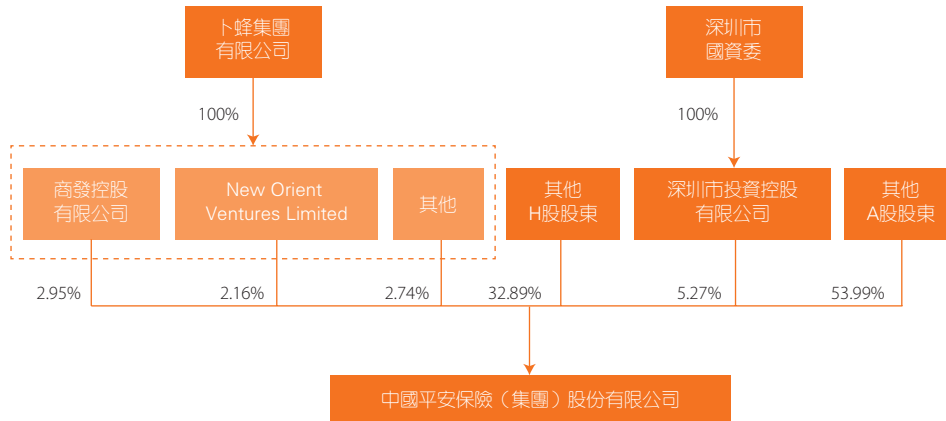 卜蜂集團
有限公司
深圳市
國資委
100%
100%
商發控股
有限公司
New Orient
Ventures Limited
其他
其他
H股股東
深圳市投資控股
有限公司
其他
A股股東
2.95%
2.16%
2.74%
32.89%
5.27%
53.99%
中國平安保險（集團）股份有限公司